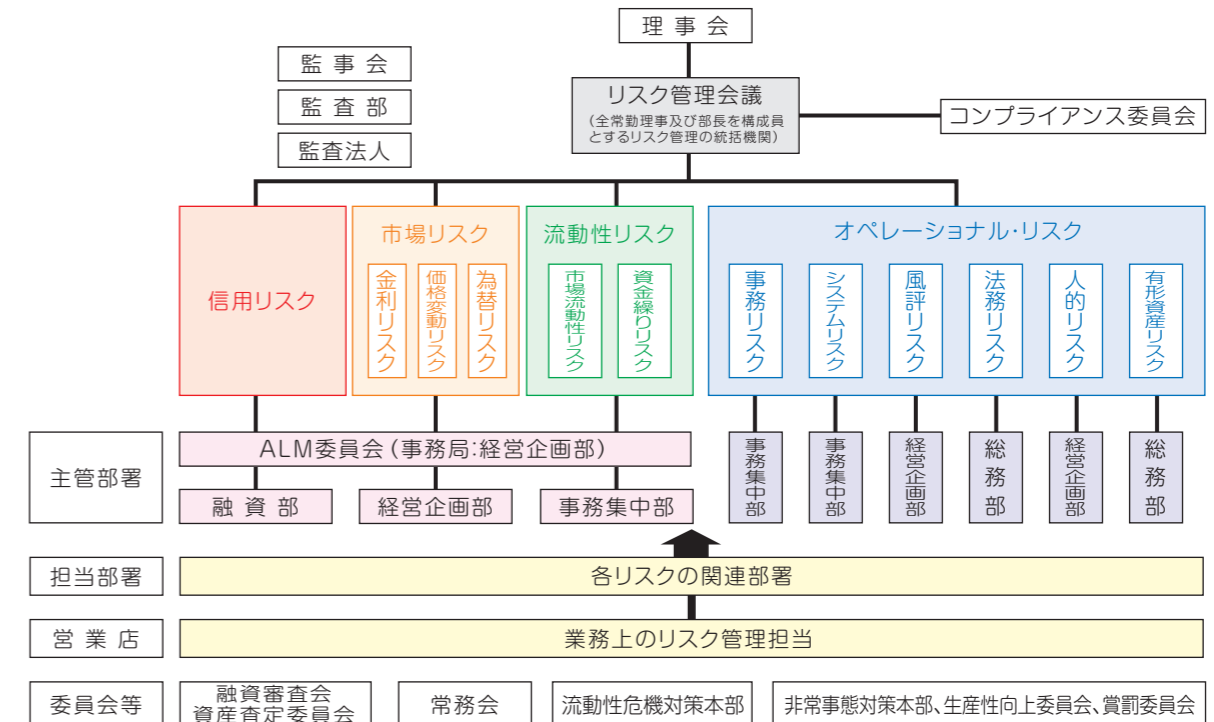 理事会
監事会
監査部
監査法人
リスク管理会議
(全常勤理事及び部長を構成員
とするリスク管理の統括機関)
コンプライアンス委員会
信用リスク
市場リスク
金利リスク
価格変動リスク
為替リスク
流動性リスク
市場流動性リスク
資金繰りリスク
オペレーショナル・リスク
事務リスク
システムリスク
風評リスク
法務リスク
人的リスク
有形資産リスク
主管部署
ALM委員会(事務局:経営企画部)
融資部
経営企画部
事務集中部
事務集中部
事務集中部
経営企画部
総務部
経営企画部
総務部
担当部署
各リスクの関連部署
営業店
業務上のリスク管理担当
委員会等
融資審査会
資産査定委員会
常務会
流動性危機対策本部
非常事態対策本部、生産性向上委員会、賞罰委員会